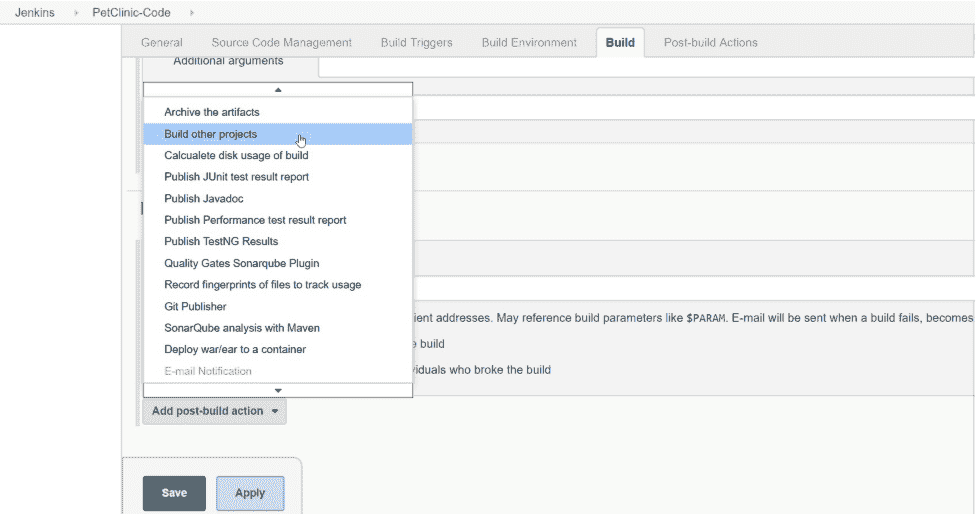 Jenkins PetClinic-Code
General Source Code Management Build Triggers Build Environment Build Post-build Actions
Additional arguments
Archive the artifacts
Build other projects
Calcualete disk usage of build
Publish JUnit test result report
Publish Javadoc
Publish Performance test result report
Publish TestNG Results
Quality Gates Sonarqube Plugin
Record fingerprints of files to track usage
Git Publisher
ient addresses. May reference build parameters like $PARAM. E-mail will be sent when a build fails, becomes
SonarQube analysis with Maven
build
Deploy war/ear to a container
E-mail Notification
viduals who broke the build
Add post-build action
Save Apply